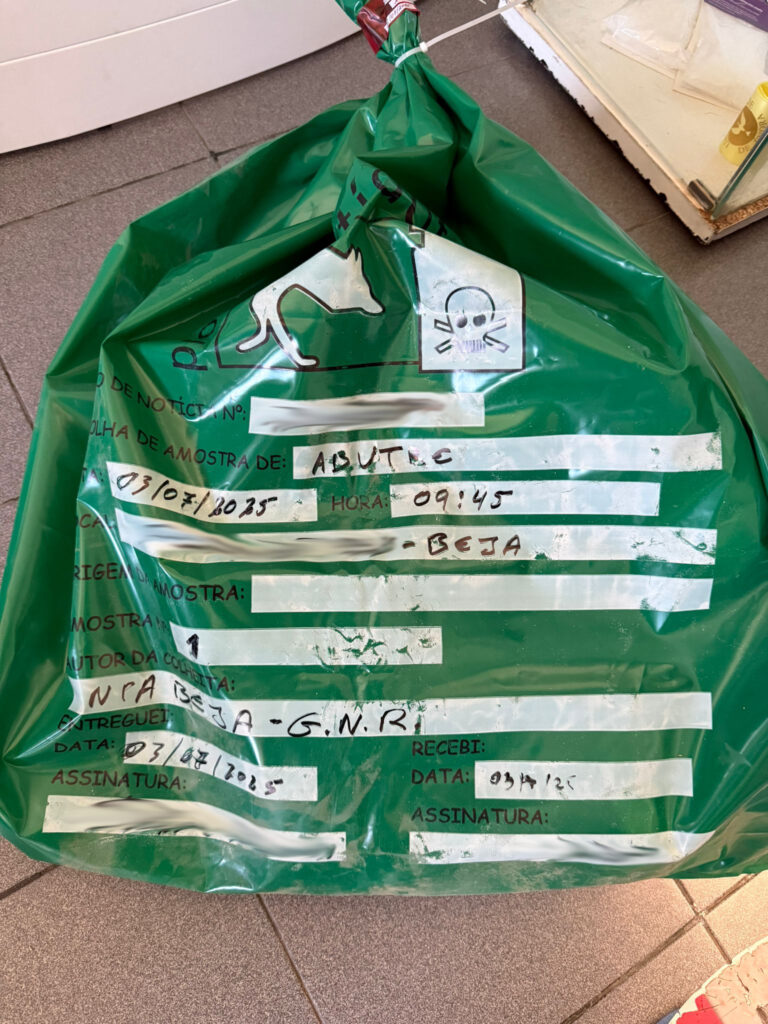 DE NOTÍCIA Nº:
OLHA DE AMOSTRA DE: ABUTRE
03/07/2025 HORA: 09:45
- BEJA
RIGEM DA AMOSTRA:
MOSTRA Nº 1
AUTOR DA COLHEITA:
NPA BEJA - G.N.R.
ENTREGUEI: RECEBI:
DATA: 03/07/2025 DATA: 03/7/25
ASSINATURA: ASSINATURA: